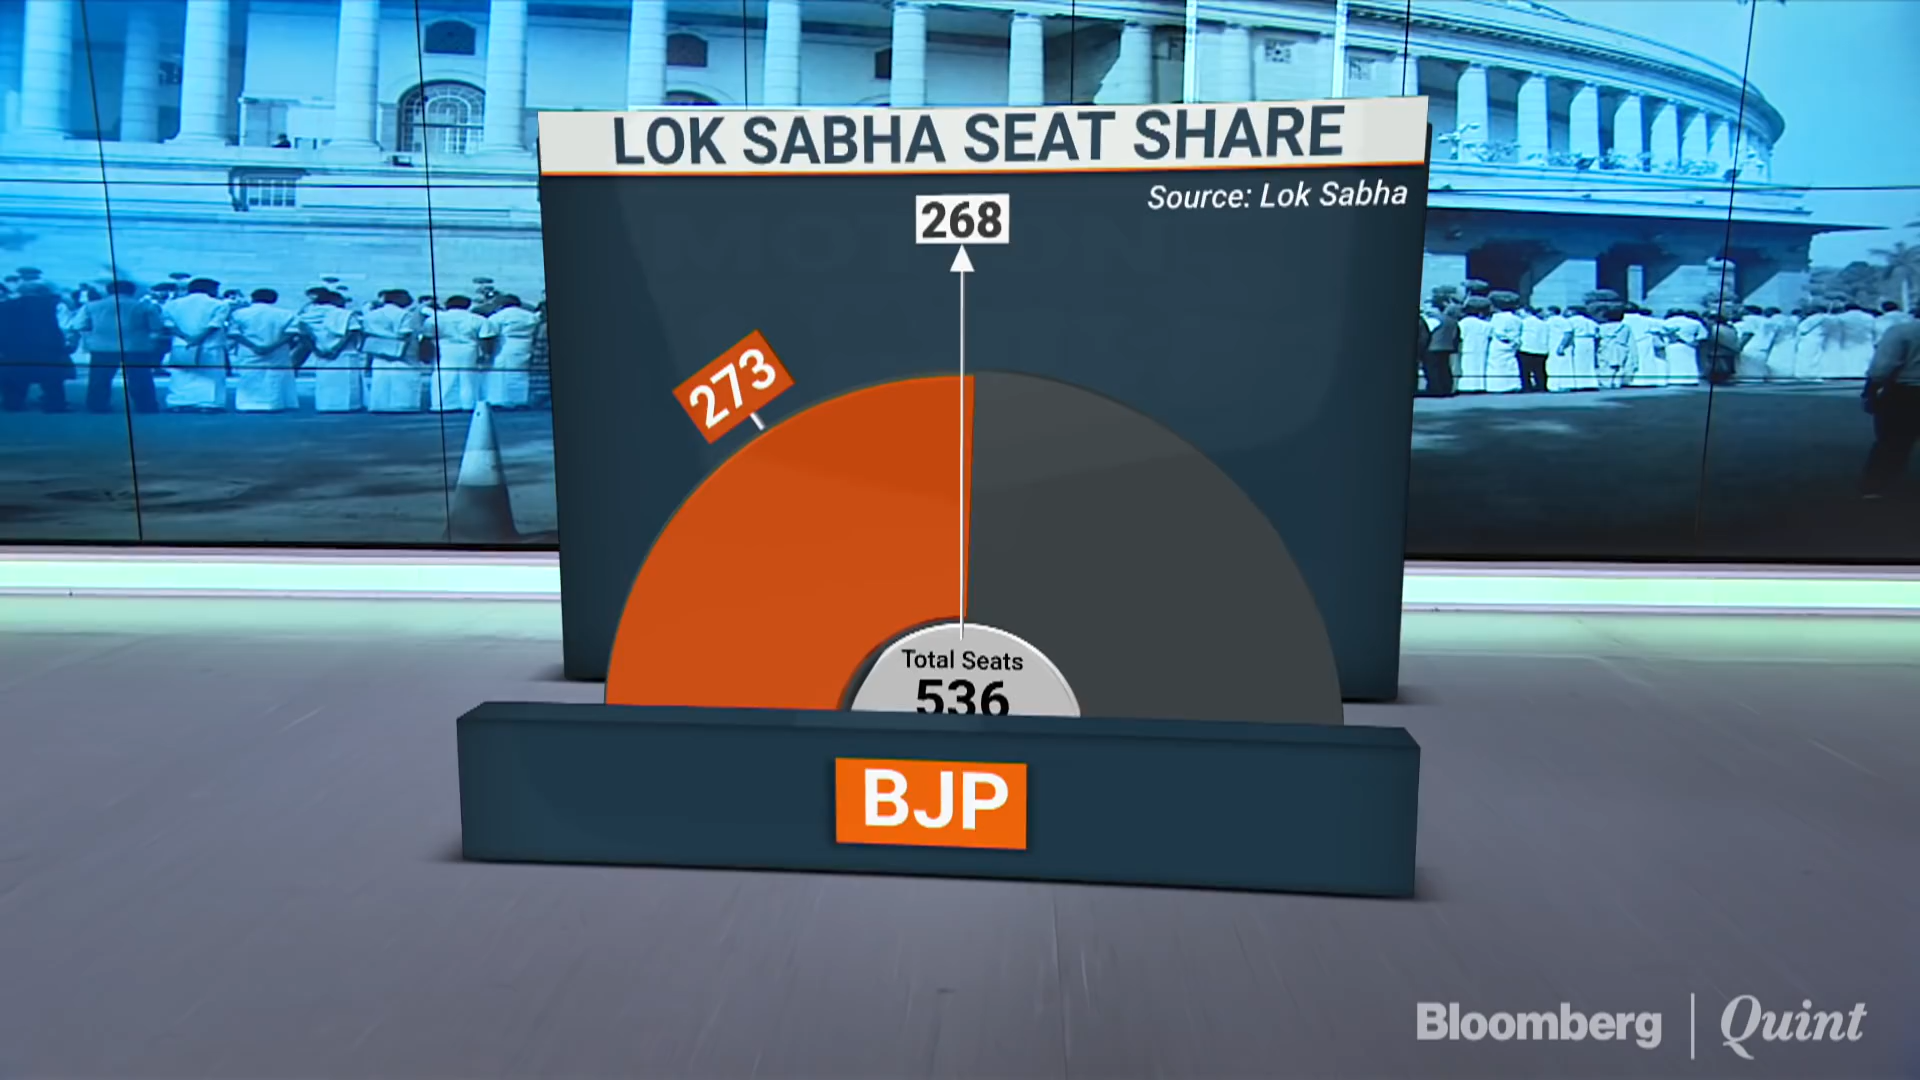 LOK SABHA SEAT SHARE
Source: Lok Sabha
268
273
Total Seats
536
BJP
Bloomberg | Quint